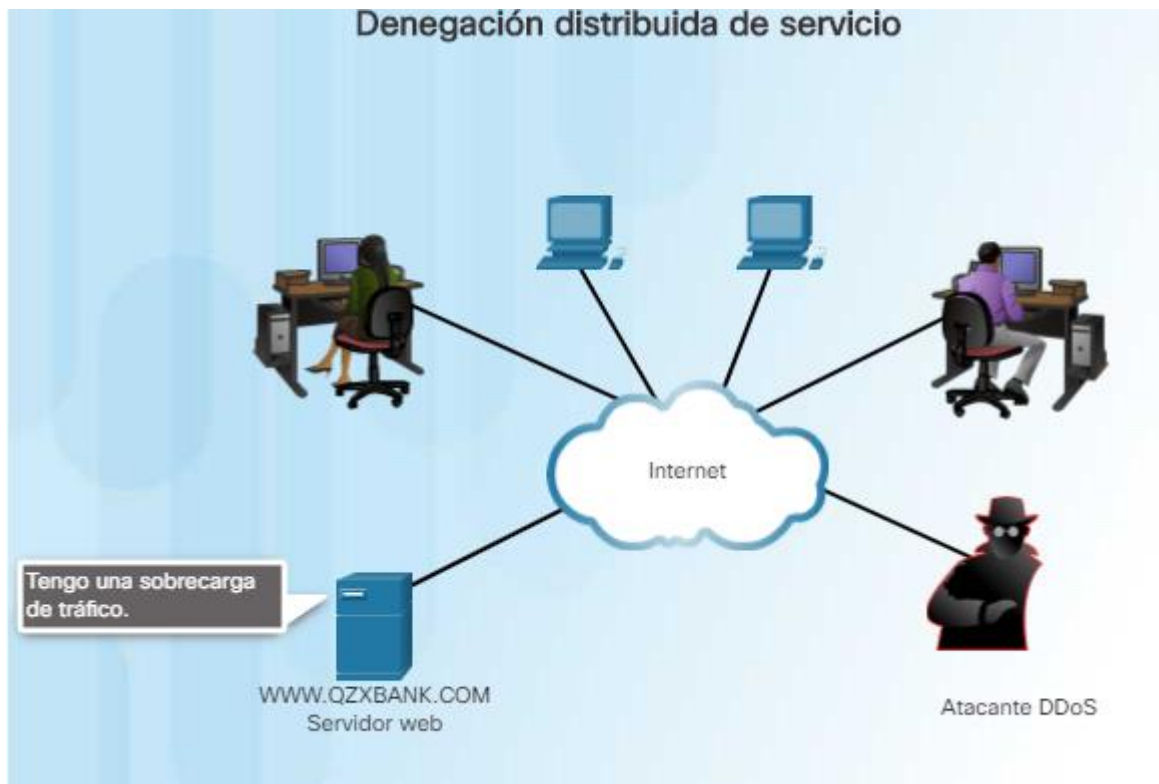 Denegación distribuida de servicio
Internet
Tengo una sobrecarga
de tráfico.
WWW.QZXBANK.COM
Servidor web
Atacante DDoS